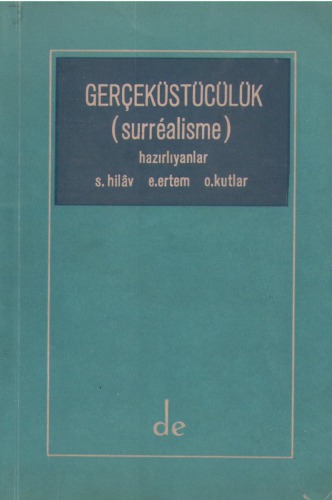 GERÇEKÜSTÜCÜLÜK
(surréalisme)
hazırlıyanlar
s. hilâv e.ertem o.kutlar
de